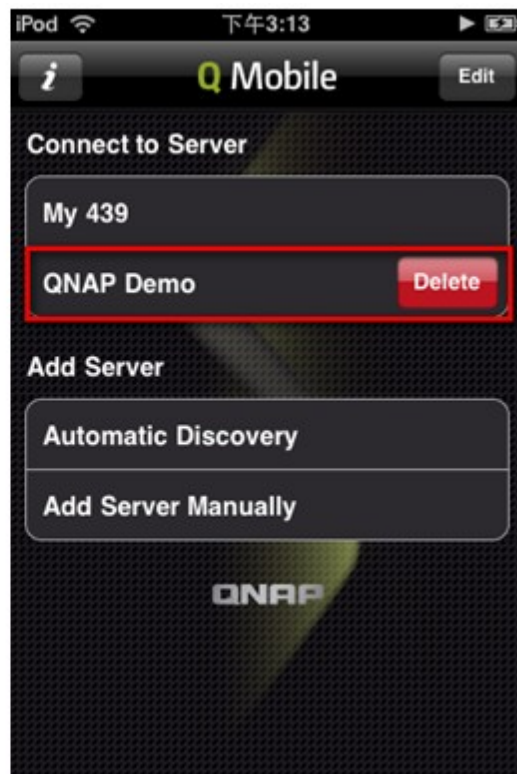 iPod 下午3:13
i Q Mobile Edit
Connect to Server
My 439
QNAP Demo Delete
Add Server
Automatic Discovery
Add Server Manually
QNAP